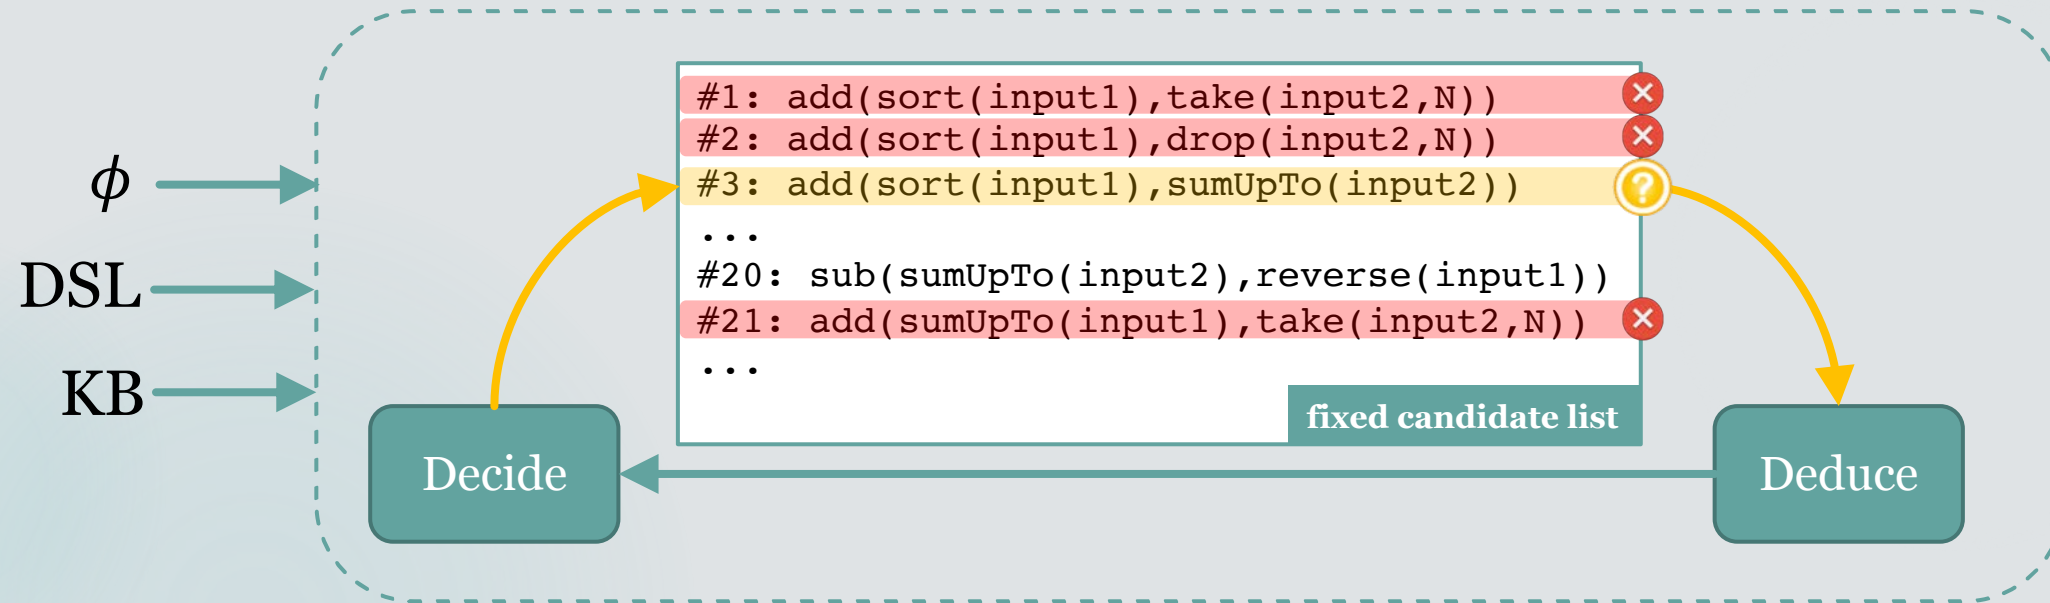 ϕ
DSL
KB
#1: add(sort(input1),take(input2,N))
#2: add(sort(input1),drop(input2,N))
#3: add(sort(input1),sumUpTo(input2))
...
#20: sub(sumUpTo(input2),reverse(input1))
#21: add(sumUpTo(input1),take(input2,N))
...
fixed candidate list
?
Decide
Deduce